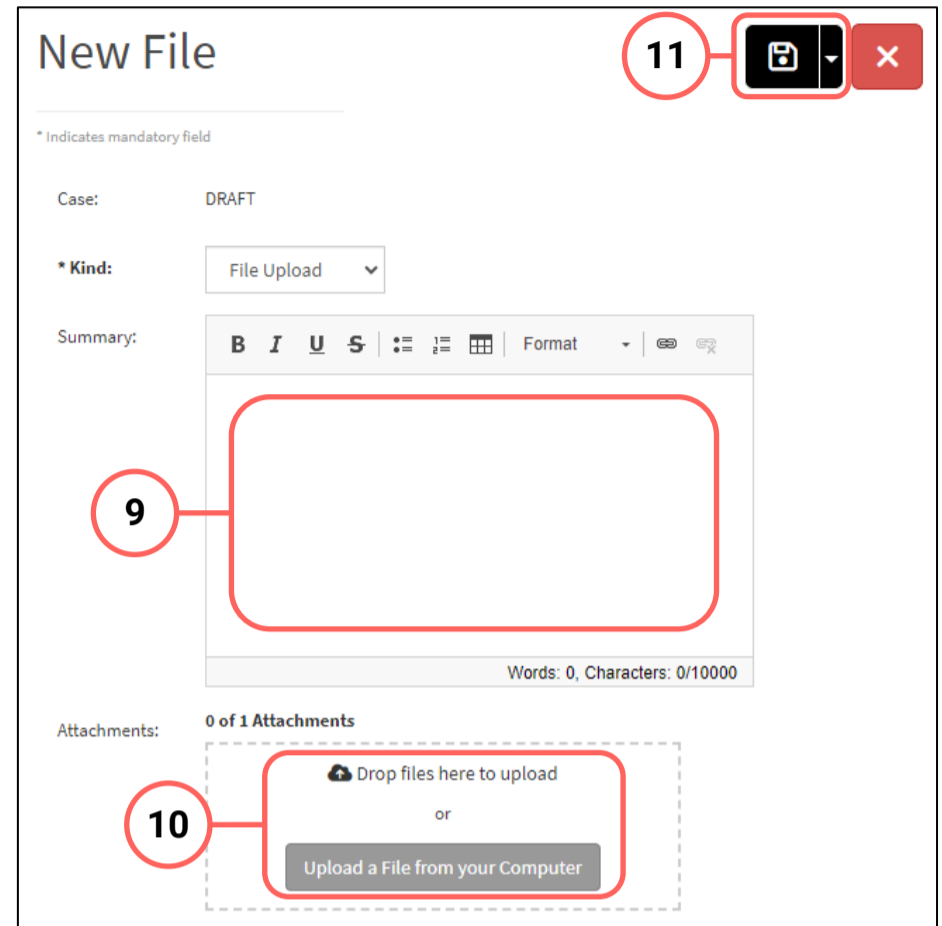 New File
11
* Indicates mandatory field
Case: DRAFT
* Kind: File Upload
Summary: B I U S Format
9
Words: 0, Characters: 0/10000
Attachments: 0 of 1 Attachments
Drop files here to upload
10
or
Upload a File from your Computer